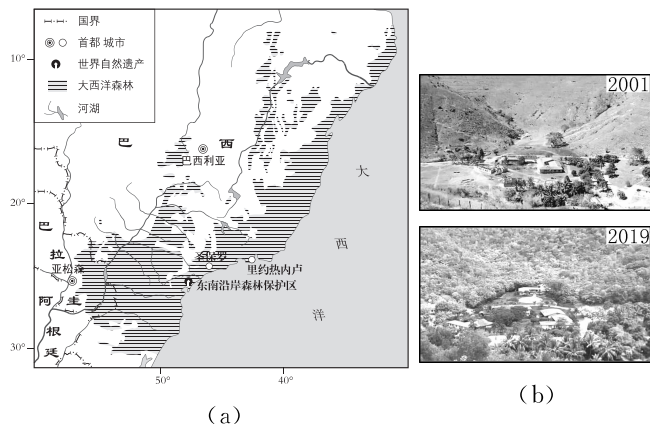 国界
首都 城市
世界自然遗产
大西洋森林
河湖
10°
20°
30°
50°
40°
巴 西
巴西利亚
大
西
洋
巴
拉
圭
亚松森
阿
根
廷
圣保罗
里约热内卢
东南沿岸森林保护区
(a)
2001
2019
(b)